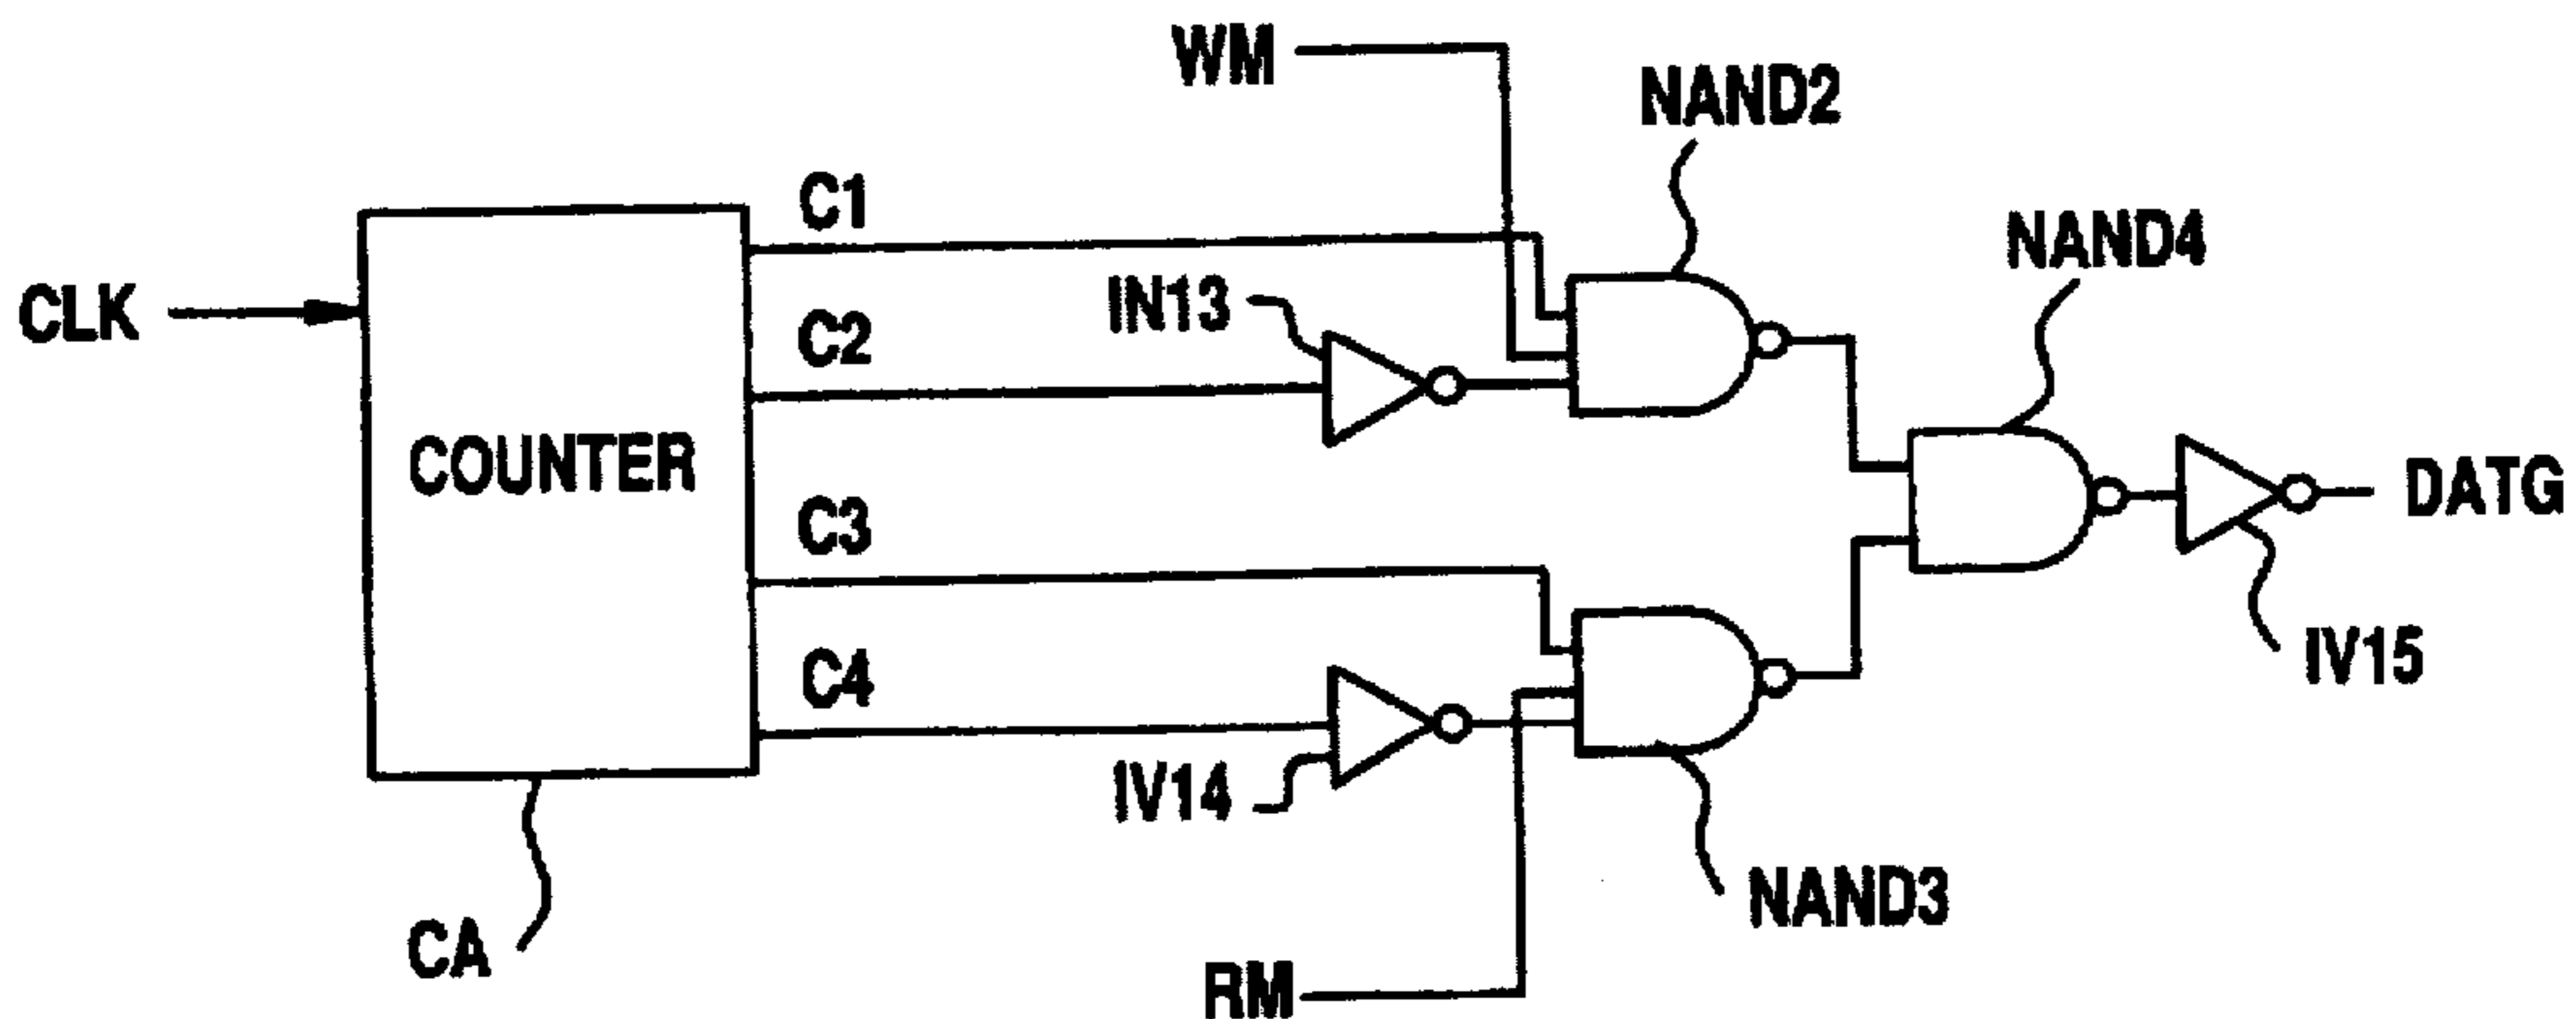 WM
NAND2
C1
NAND4
CLK
IN13
C2
COUNTER
DATG
C3
C4
IV15
IV14
NAND3
CA
RM